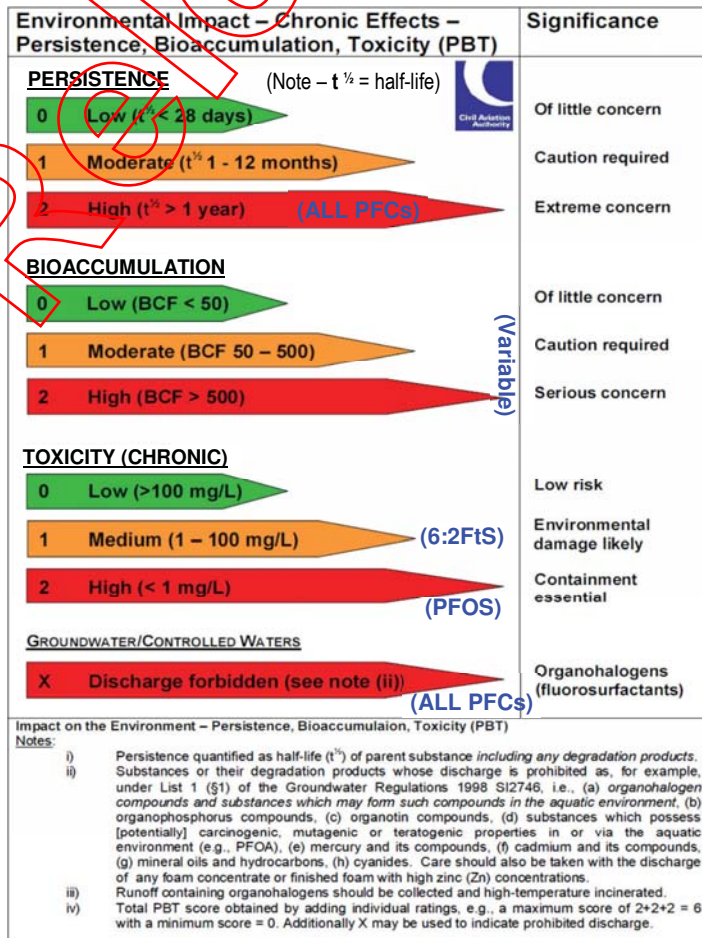 Environmental Impact – Chronic Effects –
Persistence, Bioaccumulation, Toxicity (PBT)
Significance
PERSISTENCE
(Note – t ½ = half-life)
Civil Aviation
Authority
0 Low (t½ < 28 days)
Of little concern
1 Moderate (t½ 1 - 12 months)
Caution required
2 High (t½ > 1 year) (ALL PFCs)
Extreme concern
BIOACCUMULATION
0 Low (BCF < 50)
Of little concern
1 Moderate (BCF 50 – 500)
Caution required
(Variable)
2 High (BCF > 500)
Serious concern
TOXICITY (CHRONIC)
0 Low (>100 mg/L)
Low risk
1 Medium (1 – 100 mg/L) (6:2FtS)
Environmental
damage likely
2 High (< 1 mg/L)
(PFOS)
Containment
essential
GROUNDWATER/CONTROLLED WATERS
X Discharge forbidden (see note (ii))
(ALL PFCs)
Organohalogens
(fluorosurfactants)
Impact on the Environment – Persistence, Bioaccumulaion, Toxicity (PBT)
Notes:
i) Persistence quantified as half-life (t½) of parent substance including any degradation products.
ii) Substances or their degradation products whose discharge is prohibited as, for example,
under List 1 (§1) of the Groundwater Regulations 1998 SI2746, i.e., (a) organohalogen
compounds and substances which may form such compounds in the aquatic environment, (b)
organophosphorus compounds, (c) organotin compounds, (d) substances which possess
[potentially] carcinogenic, mutagenic or teratogenic properties in or via the aquatic
environment (e.g., PFOA), (e) mercury and its compounds, (f) cadmium and its compounds,
(g) mineral oils and hydrocarbons, (h) cyanides. Care should also be taken with the discharge
of any foam concentrate or finished foam with high zinc (Zn) concentrations.
iii) Runoff containing organohalogens should be collected and high-temperature incinerated.
iv) Total PBT score obtained by adding individual ratings, e.g., a maximum score of 2+2+2 = 6
with a minimum score = 0. Additionally X may be used to indicate prohibited discharge.